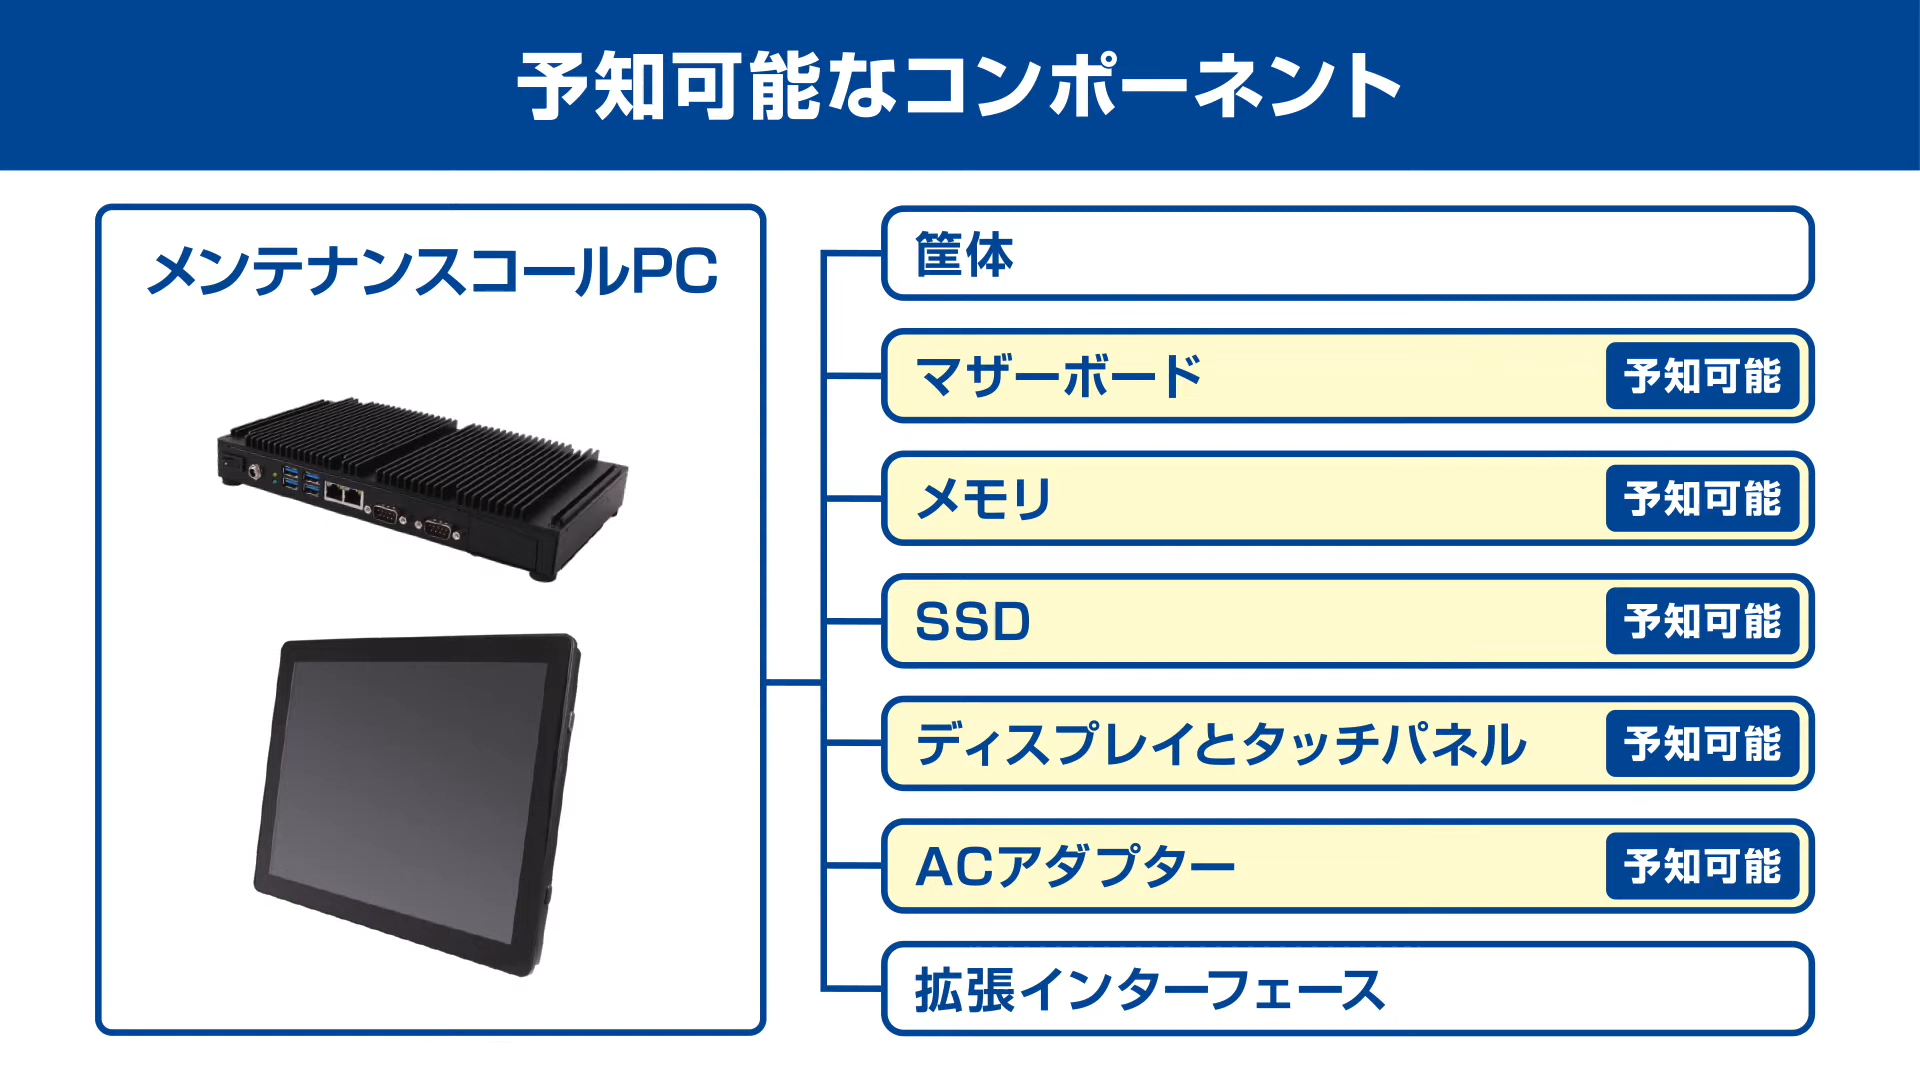 予知可能なコンポーネント
メンテナンスコールPC
筐体
マザーボード 予知可能
メモリ 予知可能
SSD 予知可能
ディスプレイとタッチパネル 予知可能
ACアダプター 予知可能
拡張インターフェース